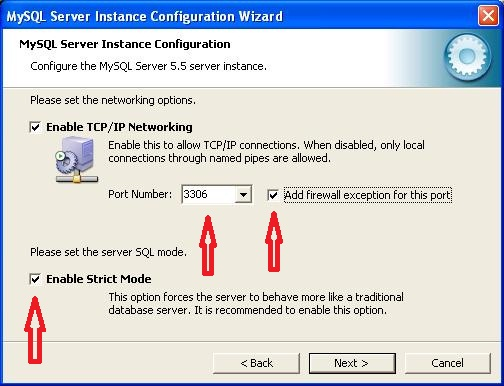 MySQL Server Instance Configuration Wizard
MySQL Server Instance Configuration
Configure the MySQL Server 5.5 server instance.
Please set the networking options.
Enable TCP/IP Networking
Enable this to allow TCP/IP connections. When disabled, only local
connections through named pipes are allowed.
Port Number: 3306 Add firewall exception for this port
Please set the server SQL mode.
Enable Strict Mode
This option forces the server to behave more like a traditional
database server. It is recommended to enable this option.
< Back Next > Cancel